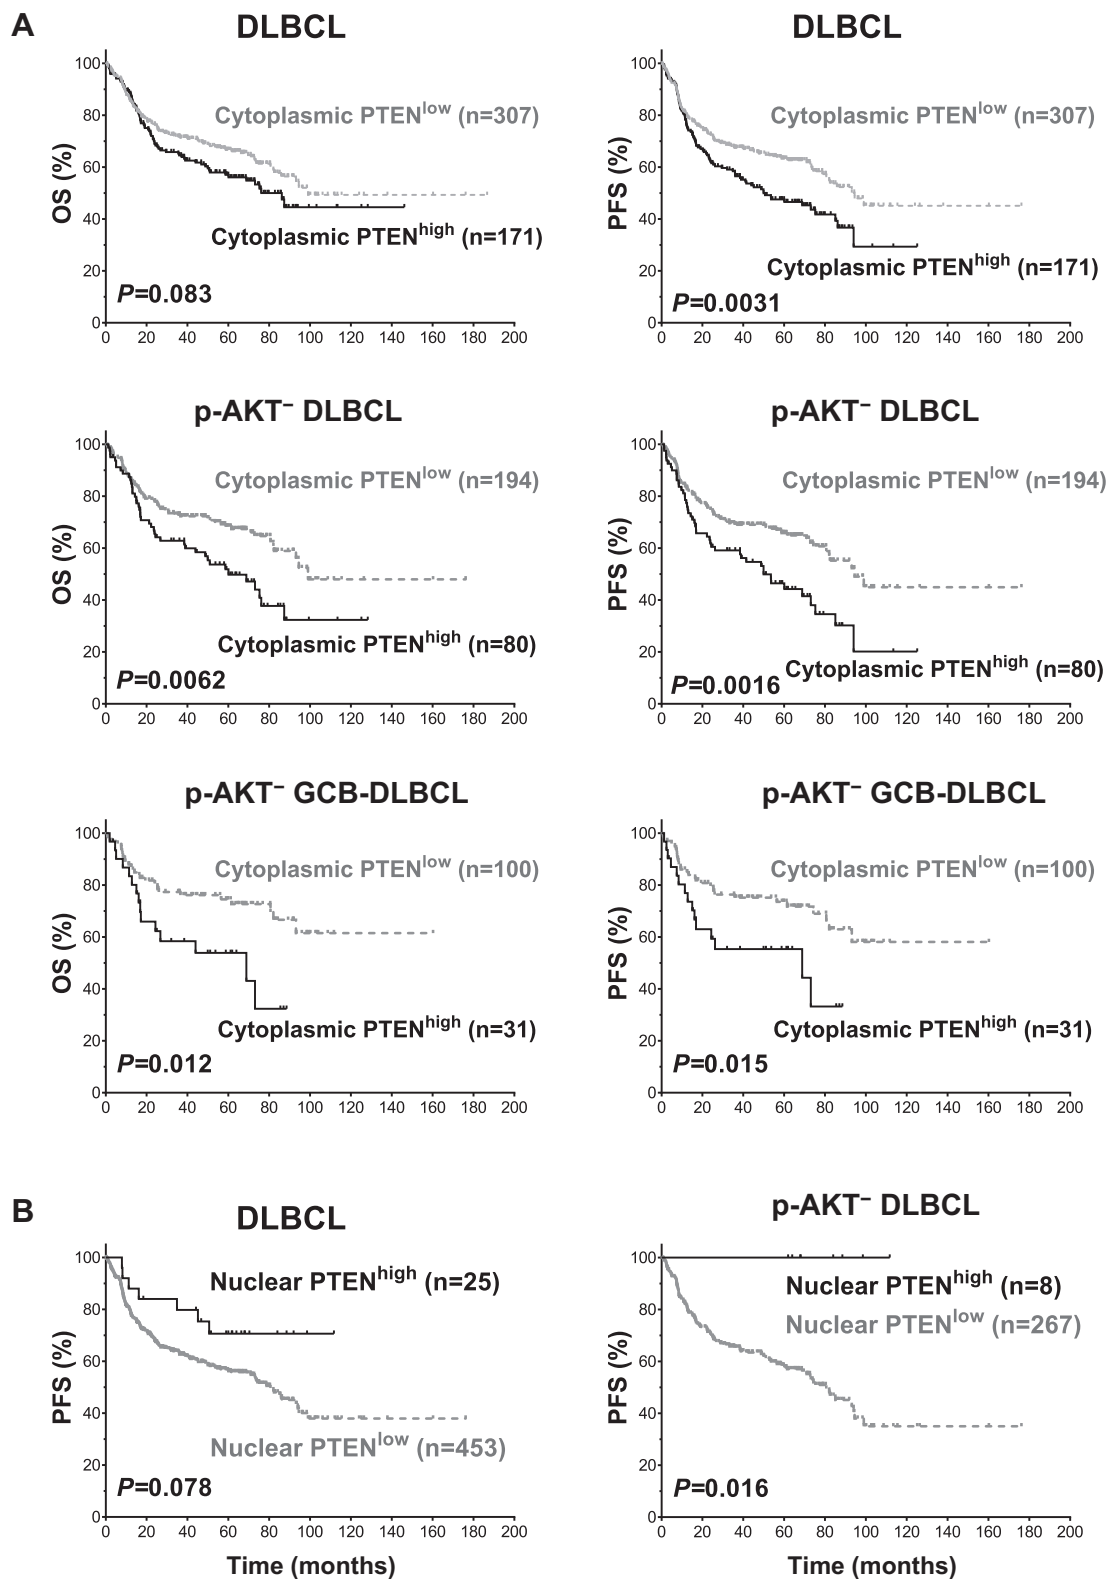 A
DLBCL
OS (%)
100
80
60
40
20
0
Cytoplasmic PTENlow (n=307)
Cytoplasmic PTENhigh (n=171)
P=0.083
0 20 40 60 80 100 120 140 160 180 200
DLBCL
PFS (%)
100
80
60
40
20
0
Cytoplasmic PTENlow (n=307)
Cytoplasmic PTENhigh (n=171)
P=0.0031
0 20 40 60 80 100 120 140 160 180 200
p-AKT– DLBCL
OS (%)
100
80
60
40
20
0
Cytoplasmic PTENlow (n=194)
Cytoplasmic PTENhigh (n=80)
P=0.0062
0 20 40 60 80 100 120 140 160 180 200
p-AKT– DLBCL
PFS (%)
100
80
60
40
20
0
Cytoplasmic PTENlow (n=194)
Cytoplasmic PTENhigh (n=80)
P=0.0016
0 20 40 60 80 100 120 140 160 180 200
p-AKT– GCB-DLBCL
OS (%)
100
80
60
40
20
0
Cytoplasmic PTENlow (n=100)
Cytoplasmic PTENhigh (n=31)
P=0.012
0 20 40 60 80 100 120 140 160 180 200
p-AKT– GCB-DLBCL
PFS (%)
100
80
60
40
20
0
Cytoplasmic PTENlow (n=100)
Cytoplasmic PTENhigh (n=31)
P=0.015
0 20 40 60 80 100 120 140 160 180 200
B
DLBCL
PFS (%)
100
80
60
40
20
0
Nuclear PTENhigh (n=25)
Nuclear PTENlow (n=453)
P=0.078
0 20 40 60 80 100 120 140 160 180 200
Time (months)
p-AKT– DLBCL
PFS (%)
100
80
60
40
20
0
Nuclear PTENhigh (n=8)
Nuclear PTENlow (n=267)
P=0.016
0 20 40 60 80 100 120 140 160 180 200
Time (months)